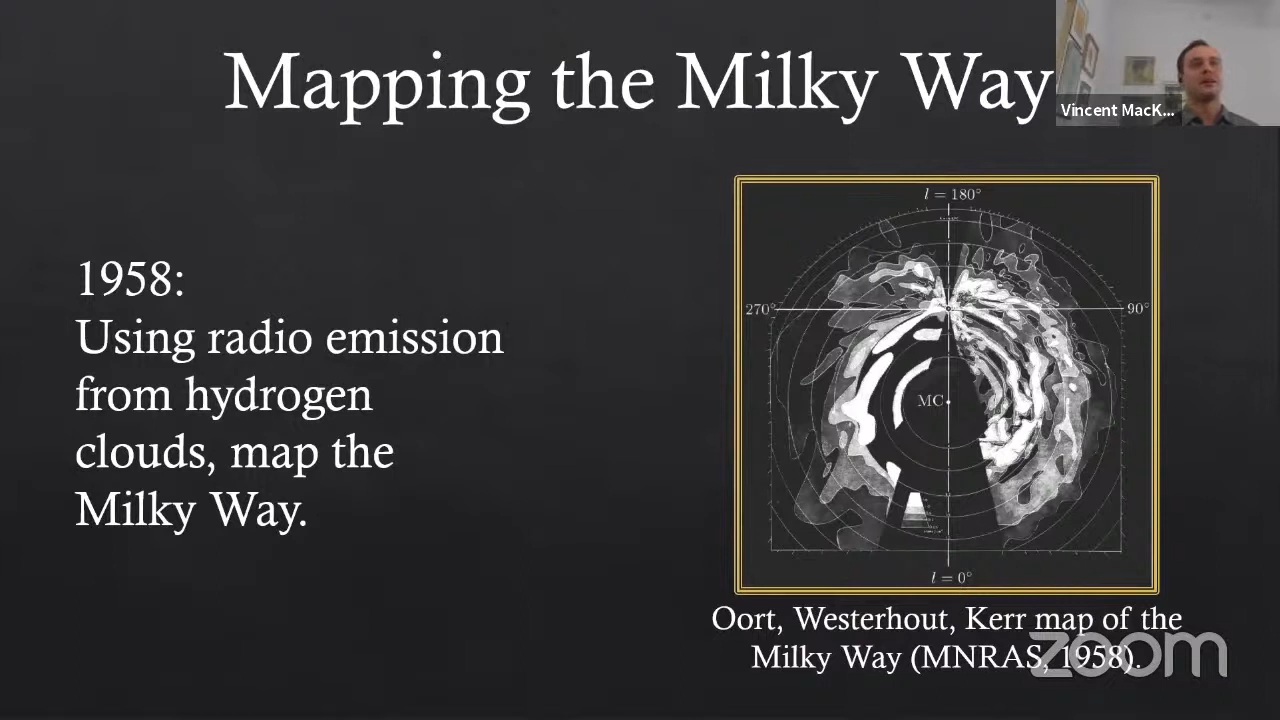 Mapping the Milky Way
Vincent MacK...
1958:
Using radio emission
from hydrogen
clouds, map the
Milky Way.
l = 180°
270°
90°
MC
l = 0°
Oort, Westerhout, Kerr map of the
Milky Way (MNRAS, 1958).
zoom